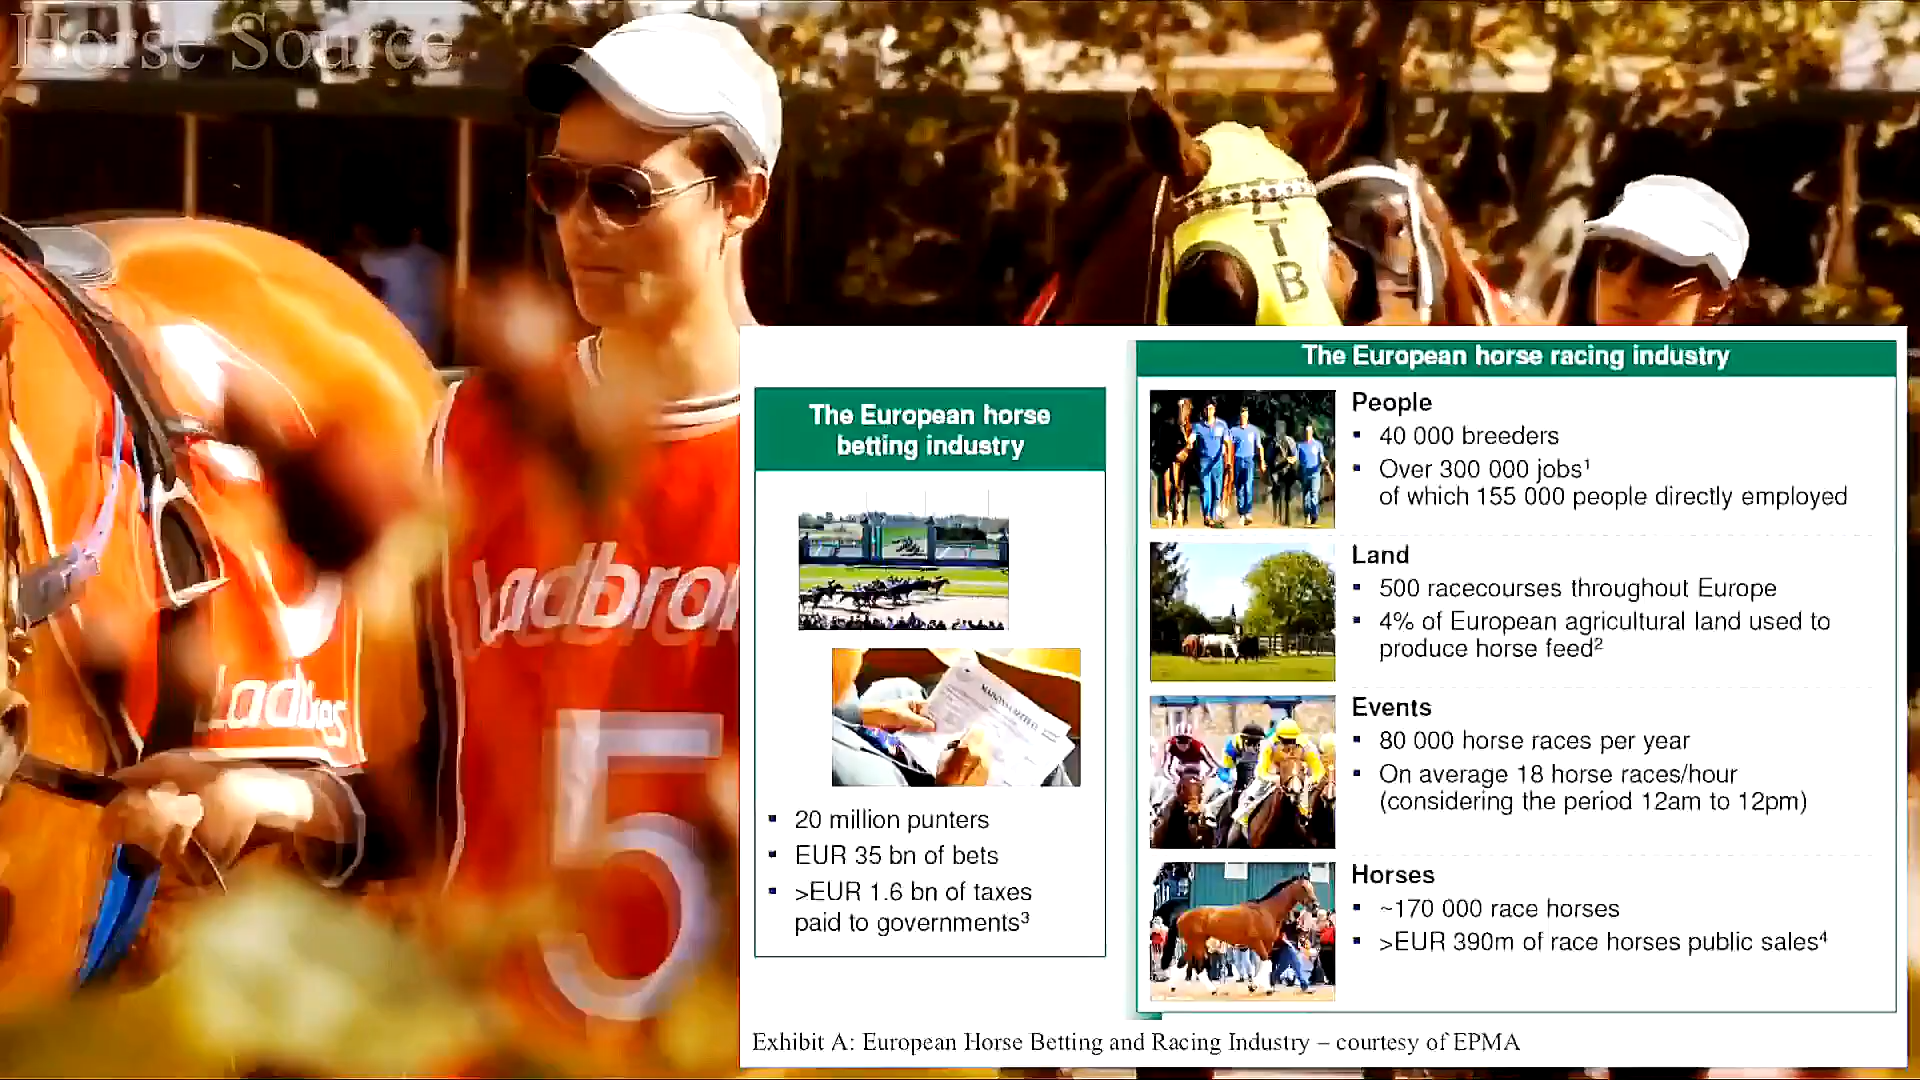 Horse Source
TIB
adbro
Ladbrokes
5
The European horse
betting industry
▪ 20 million punters
▪ EUR 35 bn of bets
▪ >EUR 1.6 bn of taxes
paid to governments³
The European horse racing industry
People
▪ 40 000 breeders
▪ Over 300 000 jobs¹
of which 155 000 people directly employed
Land
▪ 500 racecourses throughout Europe
▪ 4% of European agricultural land used to
produce horse feed²
Events
▪ 80 000 horse races per year
▪ On average 18 horse races/hour
(considering the period 12am to 12pm)
Horses
▪ ~170 000 race horses
▪ >EUR 390m of race horses public sales⁴
Exhibit A: European Horse Betting and Racing Industry – courtesy of EPMA